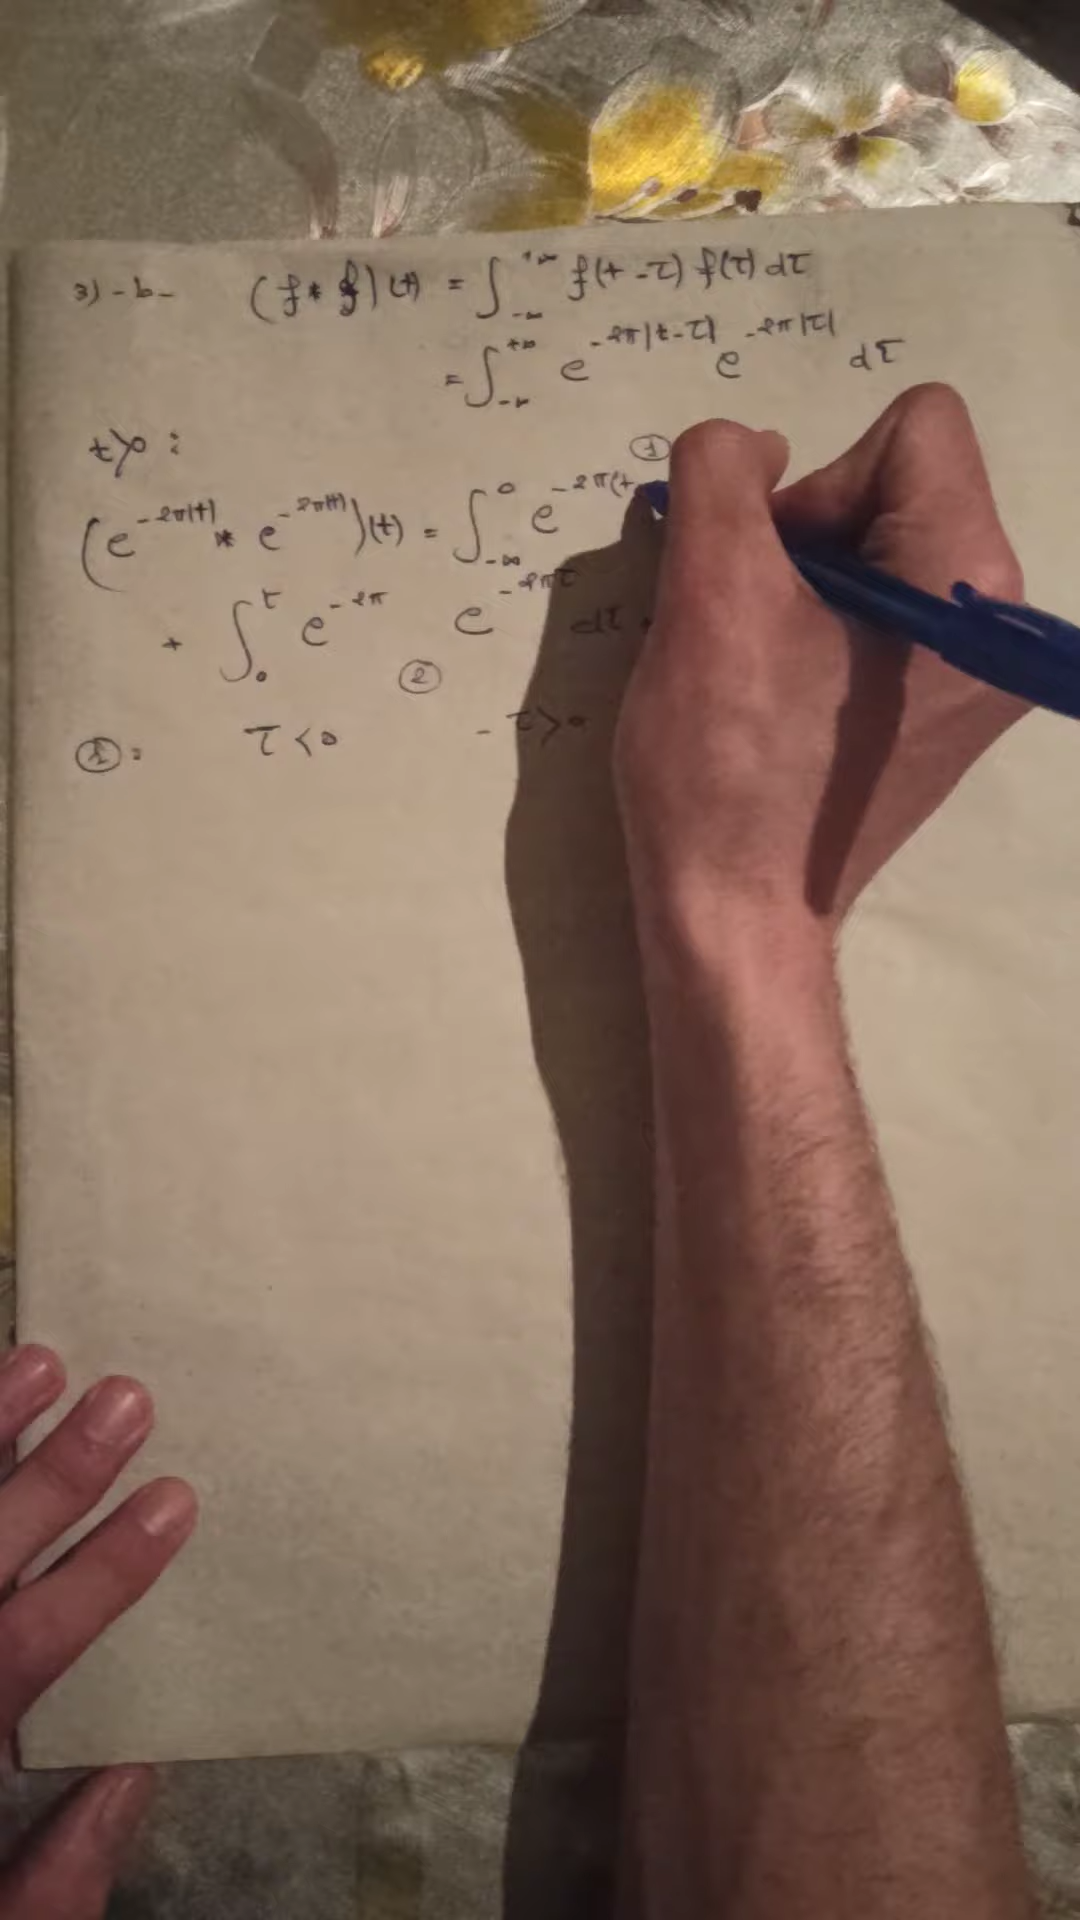 3) - b - (f * f)(t) = ∫_{-∞}^{+∞} f(t - τ) f(τ) dτ
= ∫_{-∞}^{+∞} e^{-2π|t-τ|} e^{-2π|τ|} dτ
t>0 :
①
(e^{-2π|t|} * e^{-2π|t|})(t) = ∫_{-∞}^{0} e^{-2π(t
+ ∫_{0}^{t} e^{-2π} e^{-2πτ} dτ
②
①: τ < 0 - τ > 0